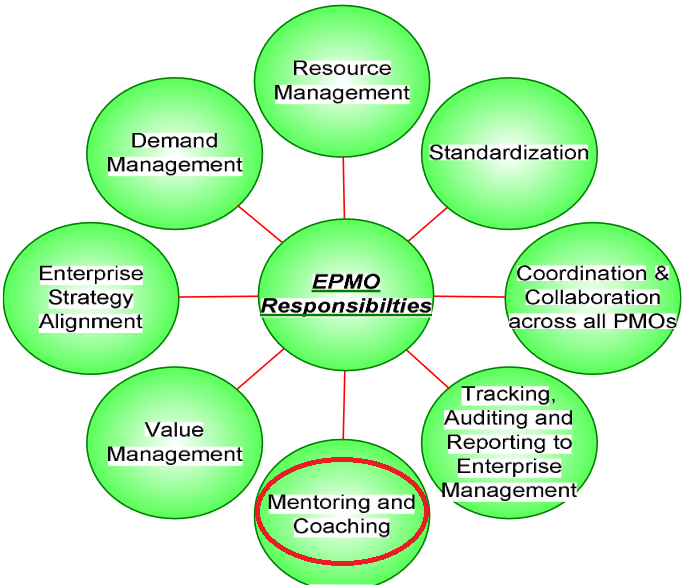 Resource
Management
Demand
Management
Standardization
Enterprise
Strategy
Alignment
EPMO
Responsibilties
Coordination &
Collaboration
across all PMOs
Value
Management
Tracking,
Auditing and
Reporting to
Enterprise
Management
Mentoring and
Coaching